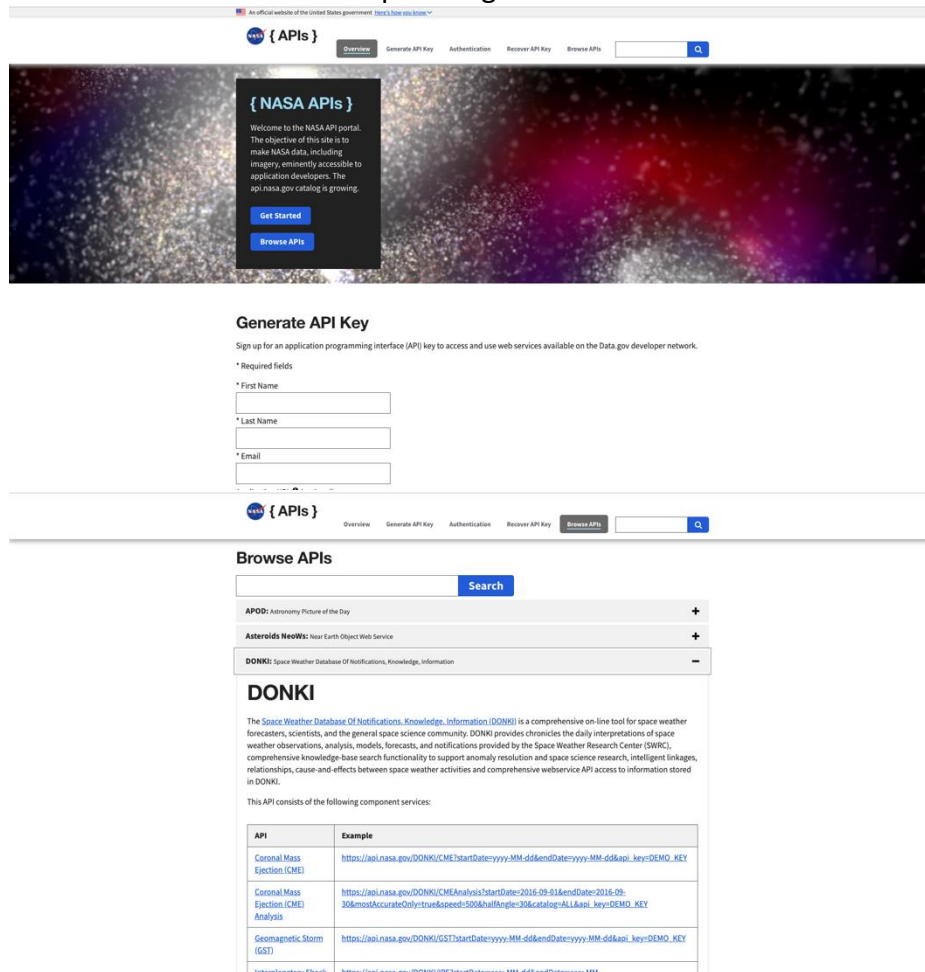 An official website of the United States government Here's how you know
NASA { APIs }
Overview Generate API Key Authentication Recover API Key Browse APIs
{ NASA APIs }
Welcome to the NASA API portal.
The objective of this site is to
make NASA data, including
imagery, eminently accessible to
application developers. The
api.nasa.gov catalog is growing.
Get Started
Browse APIs
Generate API Key
Sign up for an application programming interface (API) key to access and use web services available on the Data.gov developer network.
* Required fields
* First Name
* Last Name
* Email
NASA { APIs }
Overview Generate API Key Authentication Recover API Key Browse APIs
Browse APIs
Search
APOD: Astronomy Picture of the Day +
Asteroids NeoWs: Near Earth Object Web Service +
DONKI: Space Weather Database Of Notifications, Knowledge, Information −
DONKI
The Space Weather Database Of Notifications, Knowledge, Information (DONKI) is a comprehensive on-line tool for space weather
forecasters, scientists, and the general space science community. DONKI provides chronicles the daily interpretations of space
weather observations, analysis, models, forecasts, and notifications provided by the Space Weather Research Center (SWRC),
comprehensive knowledge-base search functionality to support anomaly resolution and space science research, intelligent linkages,
relationships, cause-and-effects between space weather activities and comprehensive webservice API access to information stored
in DONKI.
This API consists of the following component services:
API Example
Coronal Mass https://api.nasa.gov/DONKI/CME?startDate=yyyy-MM-dd&endDate=yyyy-MM-dd&api_key=DEMO_KEY
Ejection (CME)
Coronal Mass https://api.nasa.gov/DONKI/CMEAnalysis?startDate=2016-09-01&endDate=2016-09-
Ejection (CME) 30&mostAccurateOnly=true&speed=500&halfAngle=30&catalog=ALL&api_key=DEMO_KEY
Analysis
Geomagnetic Storm https://api.nasa.gov/DONKI/GST?startDate=yyyy-MM-dd&endDate=yyyy-MM-dd&api_key=DEMO_KEY
(GST)